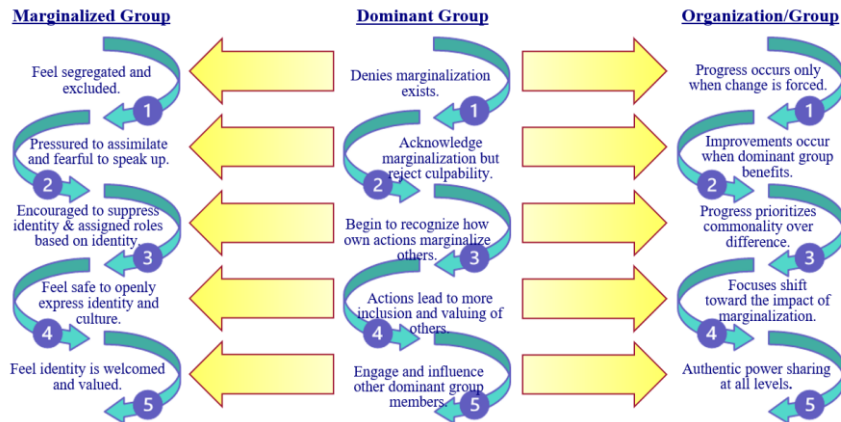 Marginalized Group
Dominant Group
Organization/Group
Feel segregated and
excluded.
1
Denies marginalization
exists.
1
Progress occurs only
when change is forced.
1
Pressured to assimilate
and fearful to speak up.
2
Acknowledge
marginalization but
reject culpability.
2
Improvements occur
when dominant group
benefits.
2
Encouraged to suppress
identity & assigned roles
based on identity.
3
Begin to recognize how
own actions marginalize
others.
3
Progress prioritizes
commonality over
difference.
3
Feel safe to openly
express identity and
culture.
4
Actions lead to more
inclusion and valuing of
others.
4
Focuses shift
toward the impact of
marginalization.
4
Feel identity is welcomed
and valued.
5
Engage and influence
other dominant group
members.
5
Authentic power sharing
at all levels.
5